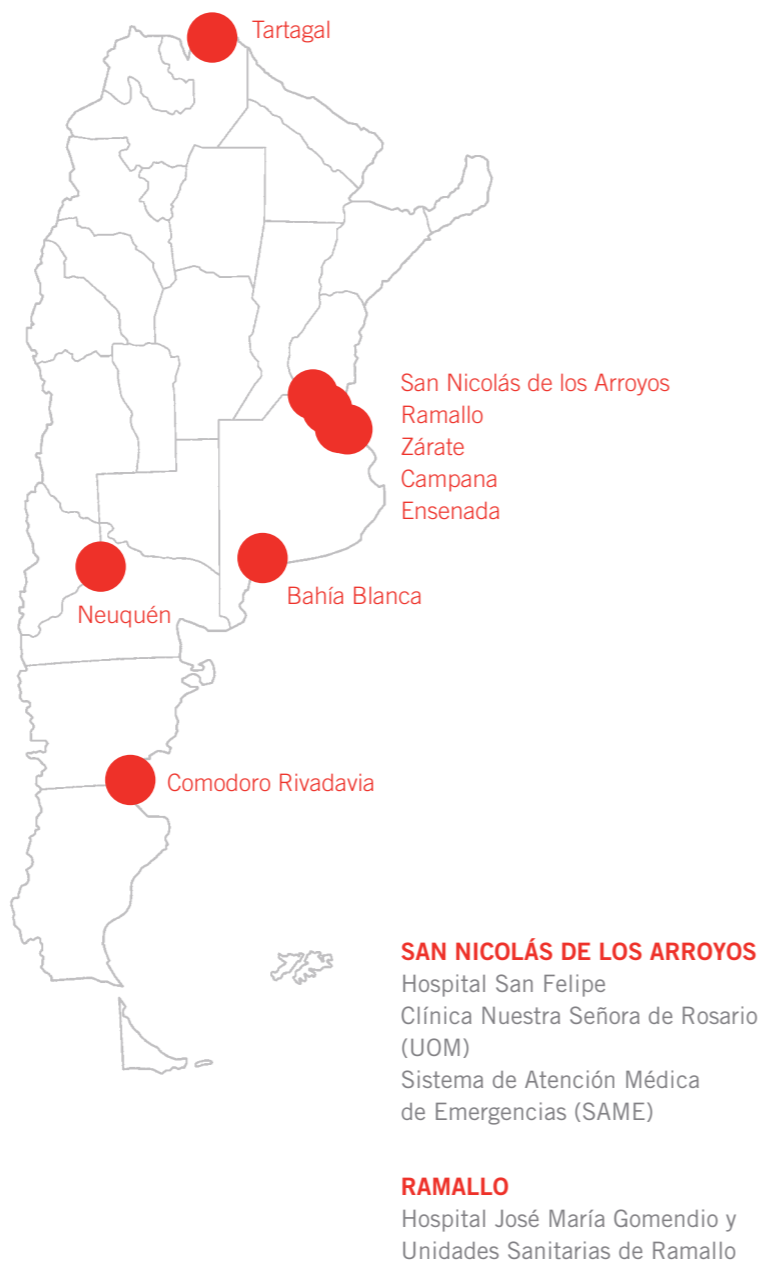 Tartagal
San Nicolás de los Arroyos
Ramallo
Zárate
Campana
Ensenada
Bahía Blanca
Neuquén
Comodoro Rivadavia
SAN NICOLÁS DE LOS ARROYOS
Hospital San Felipe
Clínica Nuestra Señora de Rosario
(UOM)
Sistema de Atención Médica
de Emergencias (SAME)
RAMALLO
Hospital José María Gomendio y
Unidades Sanitarias de Ramallo